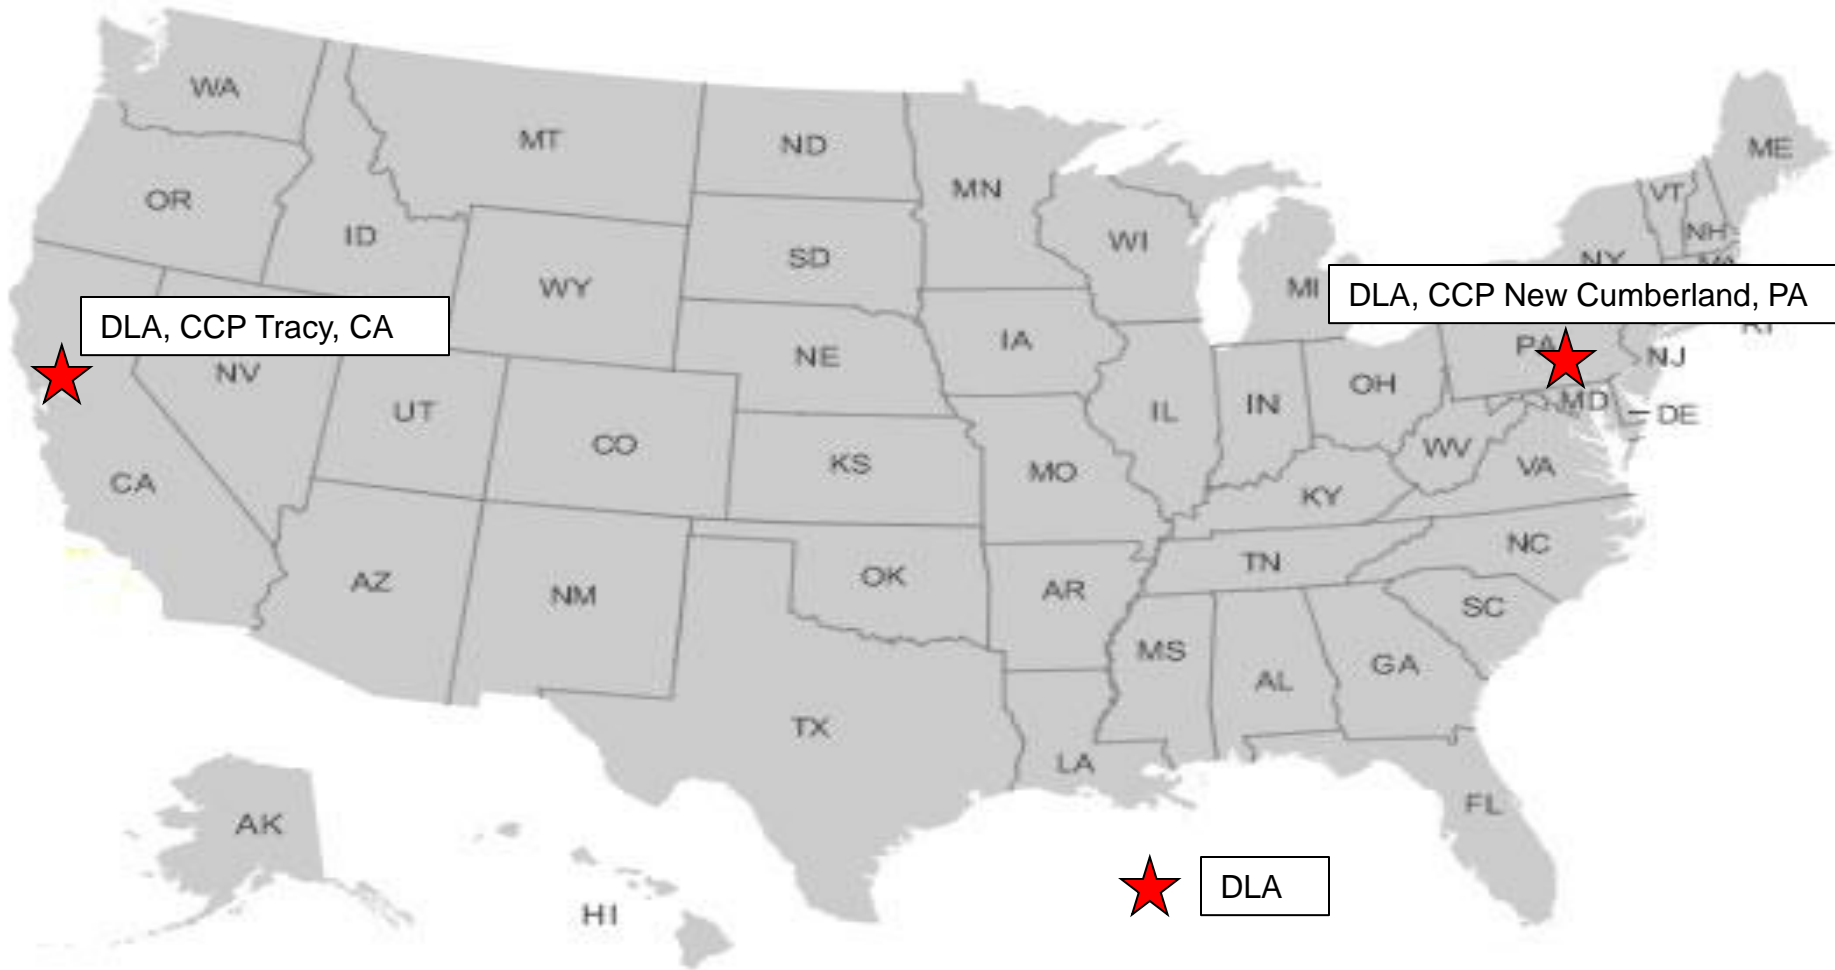 WA
MT
ND
MN
ME
OR
ID
VT
NH
WI
SD
NY
WY
MI
DLA, CCP New Cumberland, PA
DLA, CCP Tracy, CA
IA
NE
PA
NJ
NV
OH
UT
IL
IN
MD
DE
CO
KS
MO
WV
VA
CA
KY
NC
TN
AZ
NM
OK
AR
SC
MS
AL
GA
TX
LA
FL
AK
HI
DLA